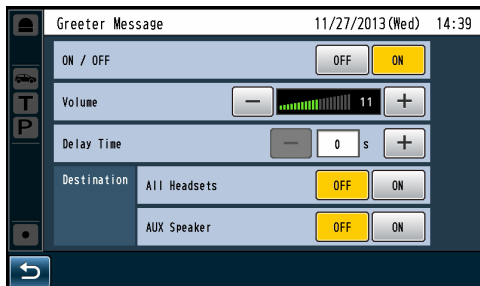 Greeter Message 11/27/2013(Wed) 14:39
ON / OFF OFF ON
Volume — 11 +
T
P
Delay Time — 0 s +
Destination All Headsets OFF ON
AUX Speaker OFF ON